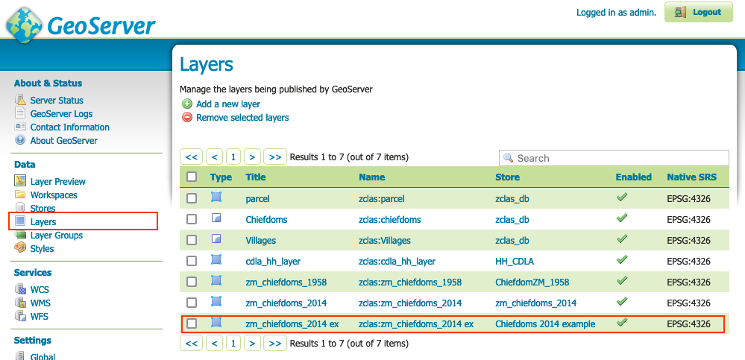 GeoServer
Logged in as admin. Logout
About & Status
Server Status
GeoServer Logs
Contact Information
About GeoServer
Data
Layer Preview
Workspaces
Stores
Layers
Layer Groups
Styles
Services
WCS
WMS
WFS
Settings
Global
Layers
Manage the layers being published by GeoServer
Add a new layer
Remove selected layers
<< < 1 > >> Results 1 to 7 (out of 7 items) Search
Type Title Name Store Enabled Native SRS
parcel zclas:parcel zclas_db EPSG:4326
Chiefdoms zclas:chiefdoms zclas_db EPSG:4326
Villages zclas:Villages zclas_db EPSG:4326
cdla_hh_layer zclas:cdla_hh_layer HH_CDLA EPSG:4326
zm_chiefdoms_1958 zclas:zm_chiefdoms_1958 ChiefdomZM_1958 EPSG:4326
zm_chiefdoms_2014 zclas:zm_chiefdoms_2014 zm_chiefdoms_2014 EPSG:4326
zm_chiefdoms_2014 ex zclas:zm_chiefdoms_2014 ex Chiefdoms 2014 example EPSG:4326
<< < 1 > >> Results 1 to 7 (out of 7 items)